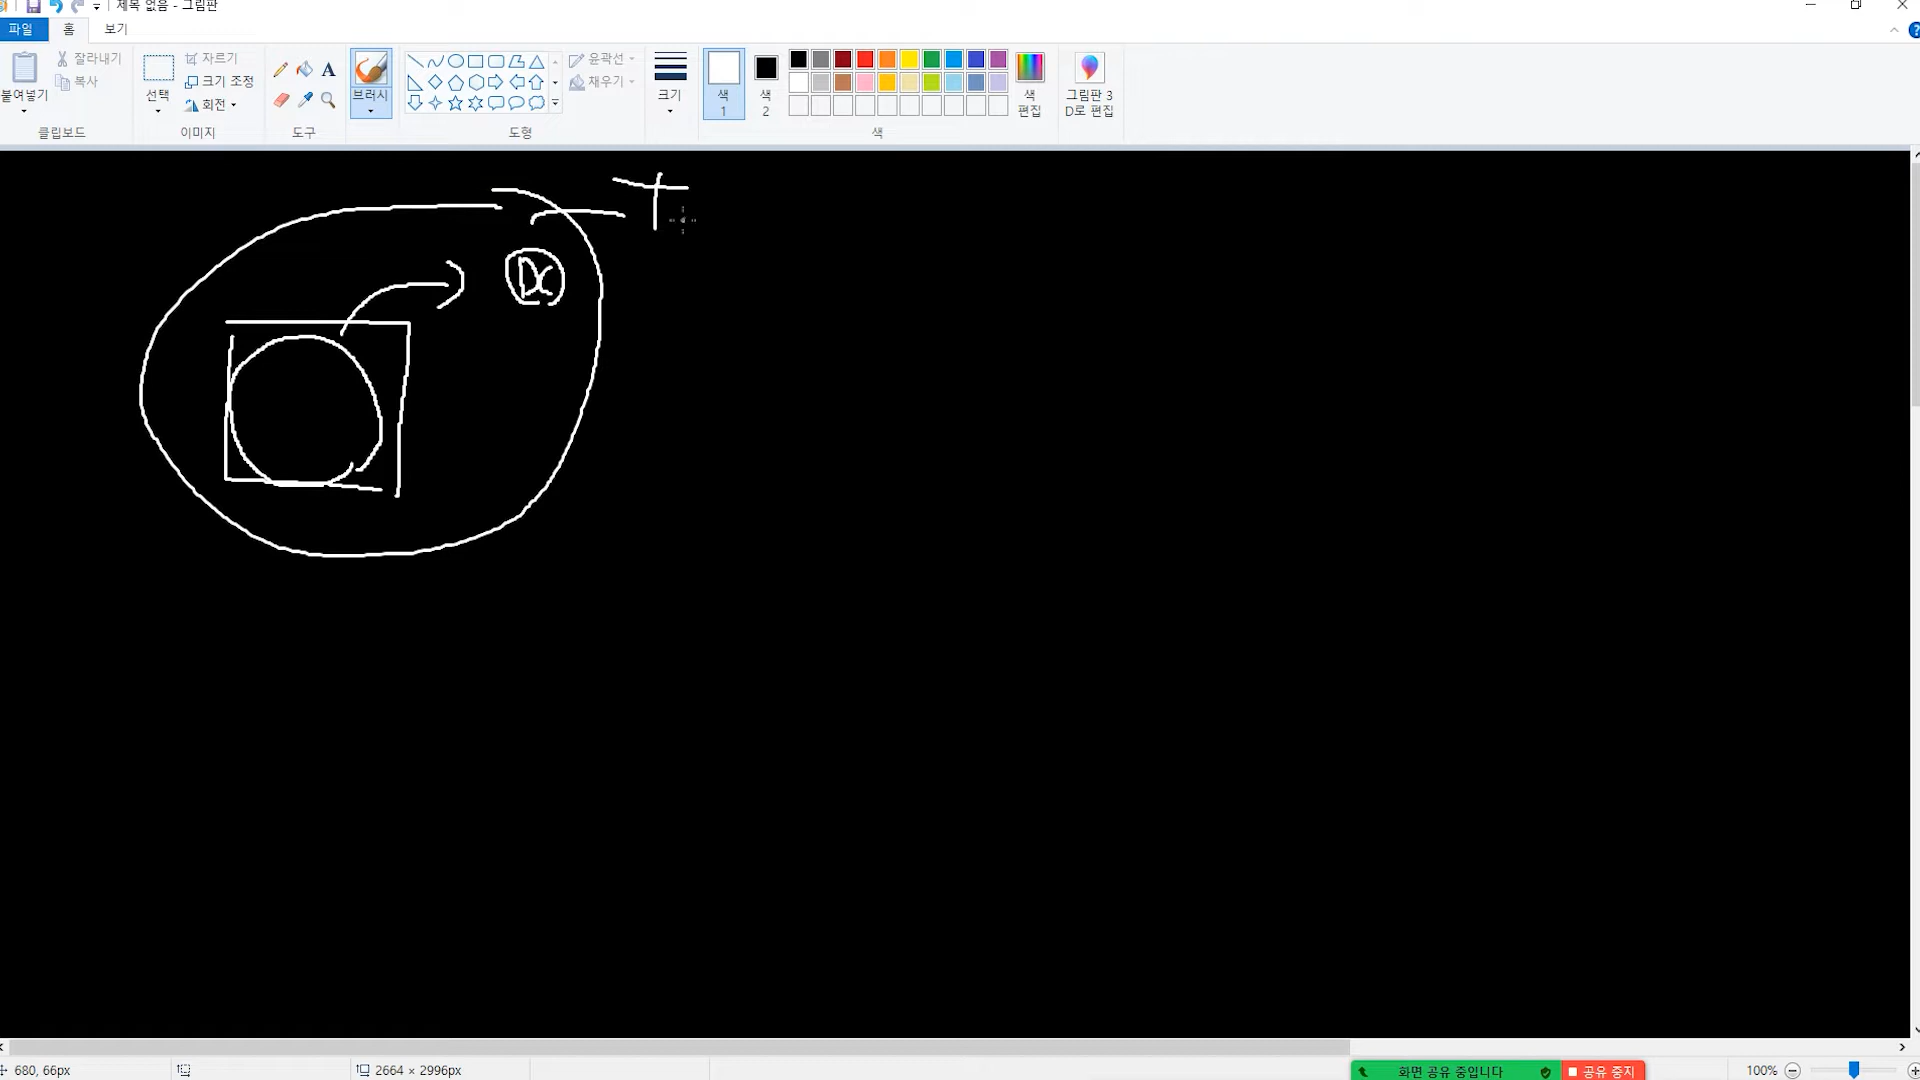 제목 없음 - 그림판
파일 홈 보기
붙여넣기
잘라내기
복사
클립보드
선택
자르기
크기 조정
회전
이미지
A
도구
브러시
윤곽선
채우기
도형
크기
색
1
색
2
색
편집
그림판 3
D로 편집
색
T
DC
680, 66px
2664 × 2996px
화면 공유 중입니다
공유 중지
100%